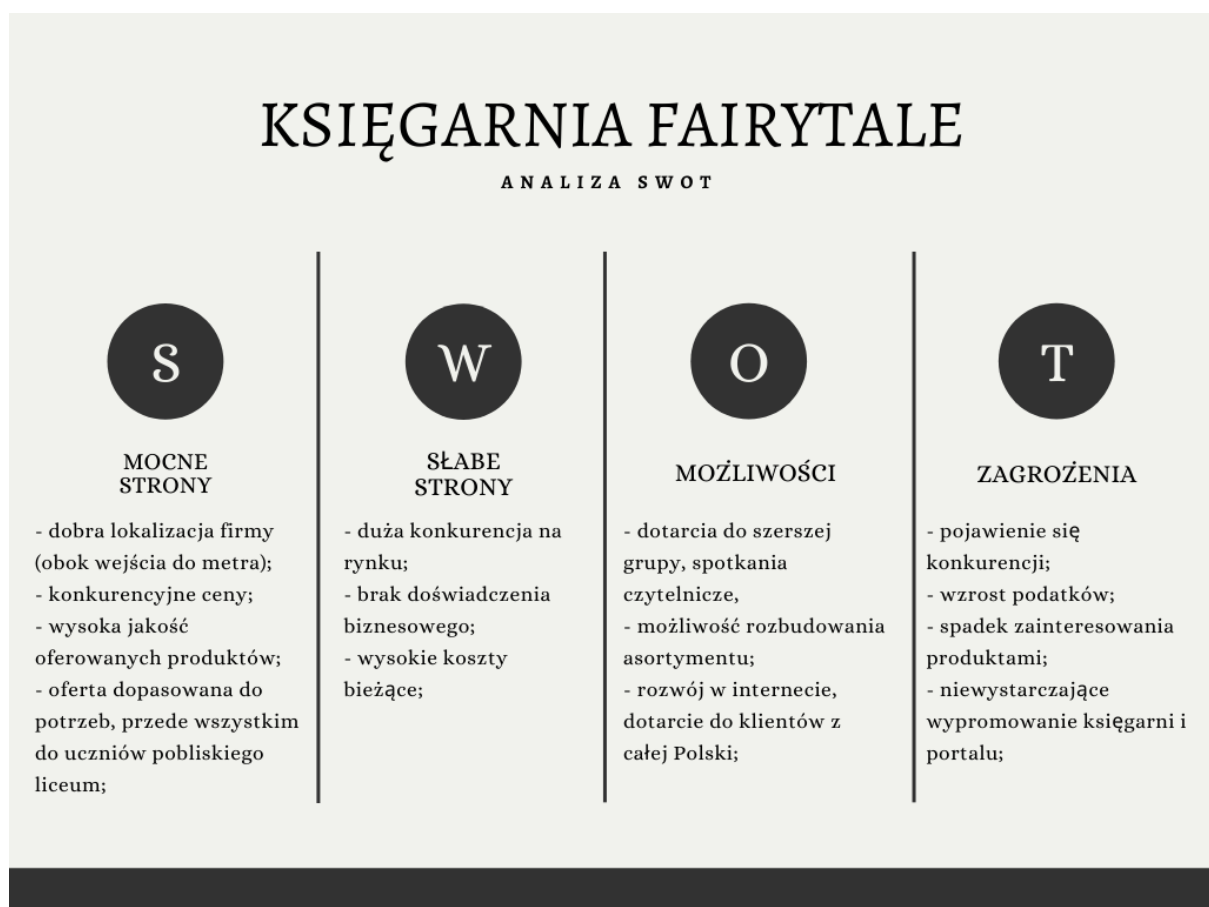 KSIĘGARNIA FAIRYTALE
ANALIZA SWOT
S
MOCNE
STRONY
- dobra lokalizacja firmy
(obok wejścia do metra);
- konkurencyjne ceny;
- wysoka jakość
oferowanych produktów;
- oferta dopasowana do
potrzeb, przede wszystkim
do uczniów pobliskiego
liceum;
W
SŁABE
STRONY
- duża konkurencja na
rynku;
- brak doświadczenia
biznesowego;
- wysokie koszty
bieżące;
O
MOŻLIWOŚCI
- dotarcia do szerszej
grupy, spotkania
czytelnicze,
- możliwość rozbudowania
asortymentu;
- rozwój w internecie,
dotarcie do klientów z
całej Polski;
T
ZAGROŻENIA
- pojawienie się
konkurencji;
- wzrost podatków;
- spadek zainteresowania
produktami;
- niewystarczające
wypromowanie księgarni i
portalu;